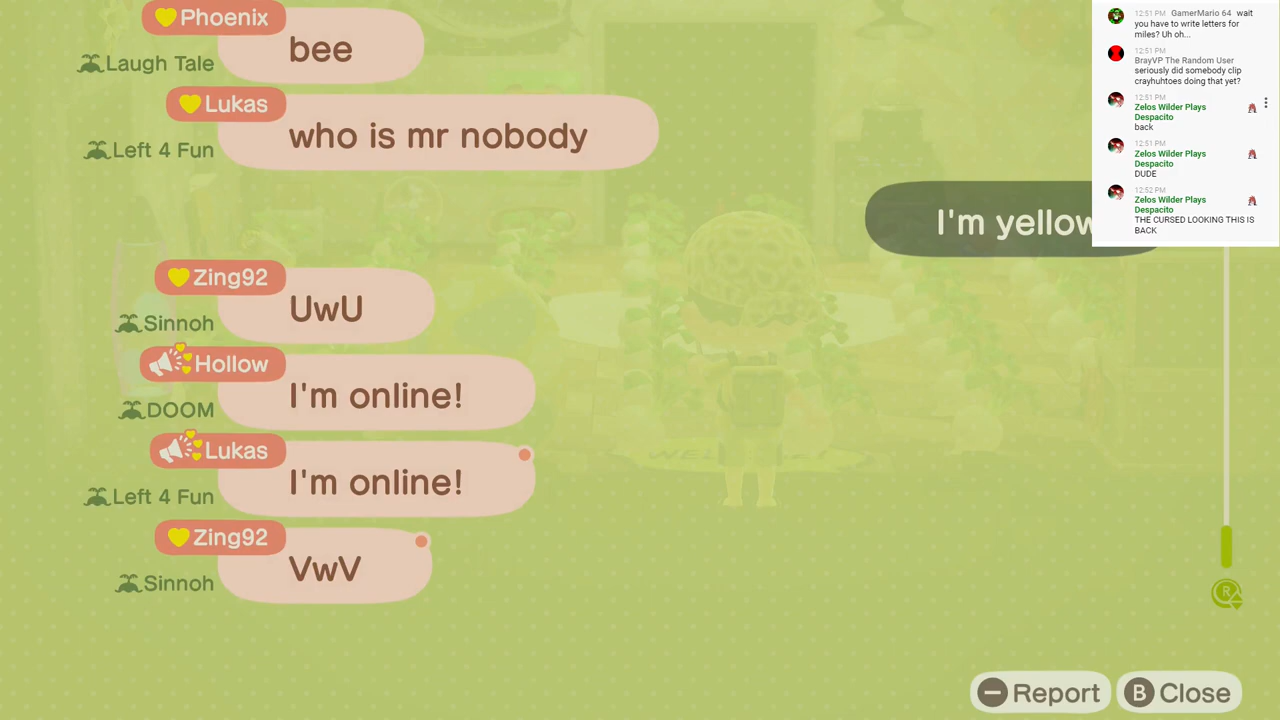 Phoenix
bee
Laugh Tale
Lukas
who is mr nobody
Left 4 Fun
I'm yellow
Zing92
UwU
Sinnoh
Hollow
I'm online!
DOOM
Lukas
I'm online!
Left 4 Fun
Zing92
VwV
Sinnoh
WELCOME
R
Report
B Close
12:51 PM GamerMario 64 wait
you have to write letters for
miles? Uh oh...
12:51 PM
BrayVP The Random User
seriously did somebody clip
crayhuhtoes doing that yet?
12:51 PM
Zelos Wilder Plays
Despacito
back
12:51 PM
Zelos Wilder Plays
Despacito
DUDE
12:52 PM
Zelos Wilder Plays
Despacito
THE CURSED LOOKING THIS IS
BACK